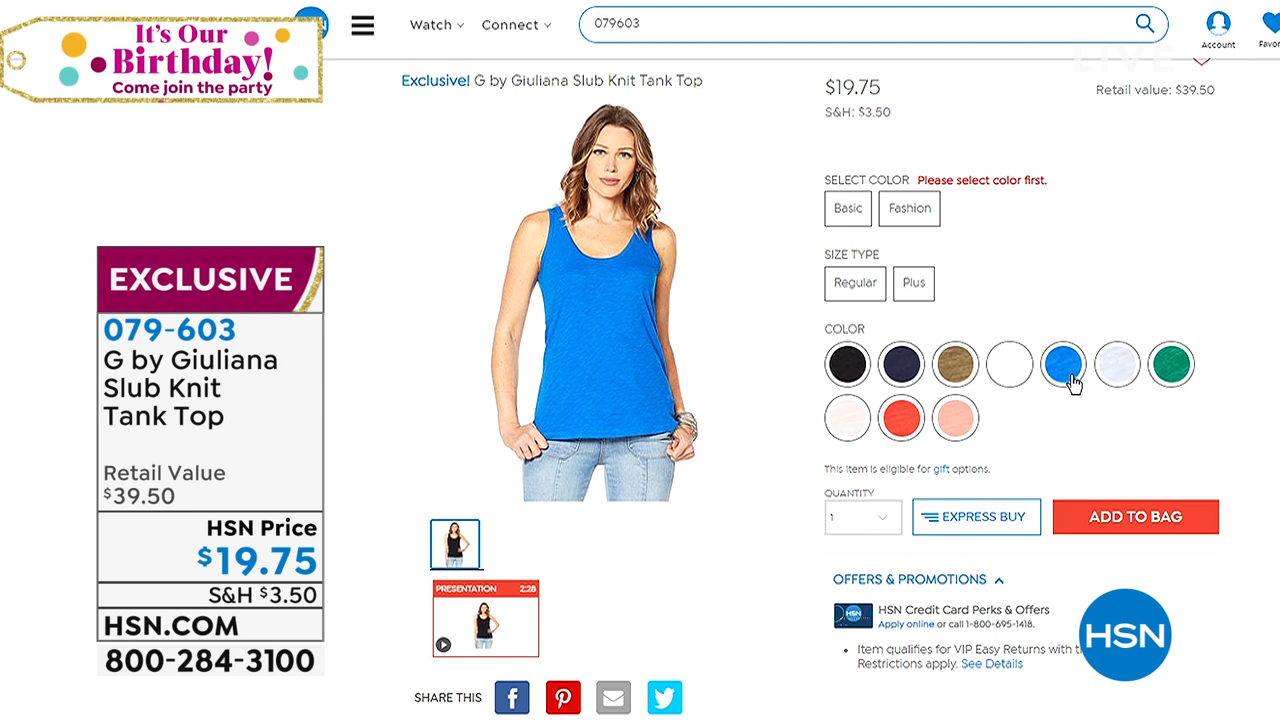 It's Our
Birthday!
Come join the party
Watch
Connect
079603
Account
Favor
LIVE
Exclusive! G by Giuliana Slub Knit Tank Top
$19.75
Retail value: $39.50
S&H: $3.50
SELECT COLOR Please select color first.
Basic
Fashion
SIZE TYPE
Regular
Plus
COLOR
This item is eligible for gift options.
QUANTITY
1
EXPRESS BUY
ADD TO BAG
OFFERS & PROMOTIONS
HSN
HSN Credit Card Perks & Offers
Apply online or call 1-800-695-1418.
Item qualifies for VIP Easy Returns with
Restrictions apply. See Details
HSN
EXCLUSIVE
079-603
G by Giuliana
Slub Knit
Tank Top
Retail Value
$39.50
HSN Price
$19.75
S&H $3.50
HSN.COM
800-284-3100
PRESENTATION 2:28
SHARE THIS